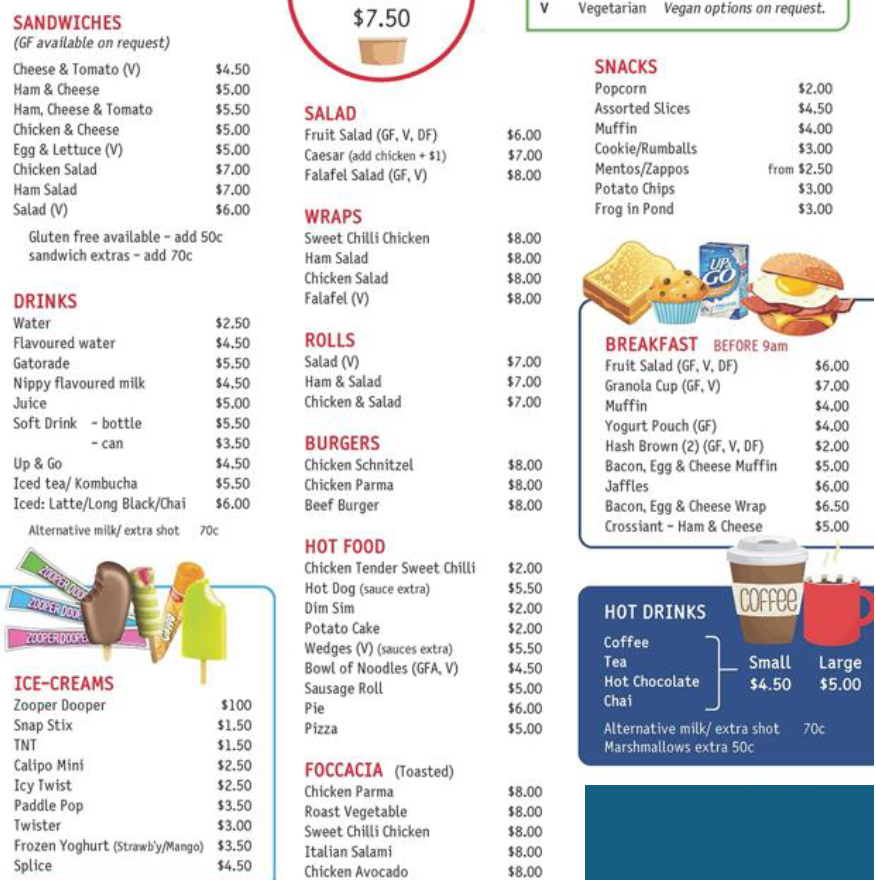 SANDWICHES
(GF available on request)
Cheese & Tomato (V) $4.50
Ham & Cheese $5.00
Ham, Cheese & Tomato $5.50
Chicken & Cheese $5.00
Egg & Lettuce (V) $5.00
Chicken Salad $7.00
Ham Salad $7.00
Salad (V) $6.00
Gluten free available – add 50c
sandwich extras – add 70c
DRINKS
Water $2.50
Flavoured water $4.50
Gatorade $5.50
Nippy flavoured milk $4.50
Juice $5.00
Soft Drink – bottle $5.50
– can $3.50
Up & Go $4.50
Iced tea/ Kombucha $5.50
Iced: Latte/Long Black/Chai $6.00
Alternative milk/ extra shot 70c
ZOOPER DOOP
ZOOPER DOOP
ZOOPER DOOPE
ICE-CREAMS
Zooper Dooper $100
Snap Stix $1.50
TNT $1.50
Calipo Mini $2.50
Icy Twist $2.50
Paddle Pop $3.50
Twister $3.00
Frozen Yoghurt (Strawb'y/Mango) $3.50
Splice $4.50
$7.50
SALAD
Fruit Salad (GF, V, DF) $6.00
Caesar (add chicken + $1) $7.00
Falafel Salad (GF, V) $8.00
WRAPS
Sweet Chilli Chicken $8.00
Ham Salad $8.00
Chicken Salad $8.00
Falafel (V) $8.00
ROLLS
Salad (V) $7.00
Ham & Salad $7.00
Chicken & Salad $7.00
BURGERS
Chicken Schnitzel $8.00
Chicken Parma $8.00
Beef Burger $8.00
HOT FOOD
Chicken Tender Sweet Chilli $2.00
Hot Dog (sauce extra) $5.50
Dim Sim $2.00
Potato Cake $2.00
Wedges (V) (sauces extra) $5.50
Bowl of Noodles (GFA, V) $4.50
Sausage Roll $5.00
Pie $6.00
Pizza $5.00
FOCCACIA (Toasted)
Chicken Parma $8.00
Roast Vegetable $8.00
Sweet Chilli Chicken $8.00
Italian Salami $8.00
Chicken Avocado $8.00
V Vegetarian Vegan options on request.
SNACKS
Popcorn $2.00
Assorted Slices $4.50
Muffin $4.00
Cookie/Rumballs $3.00
Mentos/Zappos from $2.50
Potato Chips $3.00
Frog in Pond $3.00
UP&
GO
BREAKFAST BEFORE 9am
Fruit Salad (GF, V, DF) $6.00
Granola Cup (GF, V) $7.00
Muffin $4.00
Yogurt Pouch (GF) $4.00
Hash Brown (2) (GF, V, DF) $2.00
Bacon, Egg & Cheese Muffin $5.00
Jaffles $6.00
Bacon, Egg & Cheese Wrap $6.50
Crossiant – Ham & Cheese $5.00
COFFEE
HOT DRINKS
Coffee
Tea
Hot Chocolate
Chai
Small Large
$4.50 $5.00
Alternative milk/ extra shot 70c
Marshmallows extra 50c